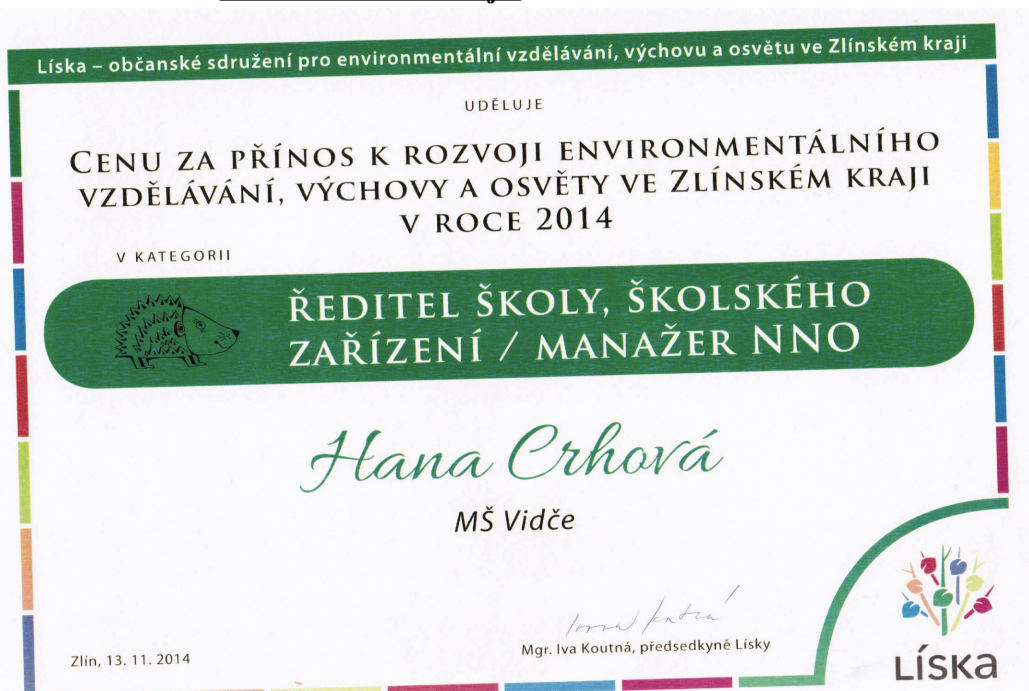 Líska – občanské sdružení pro environmentální vzdělávání, výchovu a osvětu ve Zlínském kraji
UDĚLUJE
CENU ZA PŘÍNOS K ROZVOJI ENVIRONMENTÁLNÍHO
VZDĚLÁVÁNÍ, VÝCHOVY A OSVĚTY VE ZLÍNSKÉM KRAJI
V ROCE 2014
V KATEGORII
ŘEDITEL ŠKOLY, ŠKOLSKÉHO
ZAŘÍZENÍ / MANAŽER NNO
Hana Crhová
MŠ Vidče
Mgr. Iva Koutná, předsedkyně Lísky
Zlín, 13. 11. 2014
LÍSKA